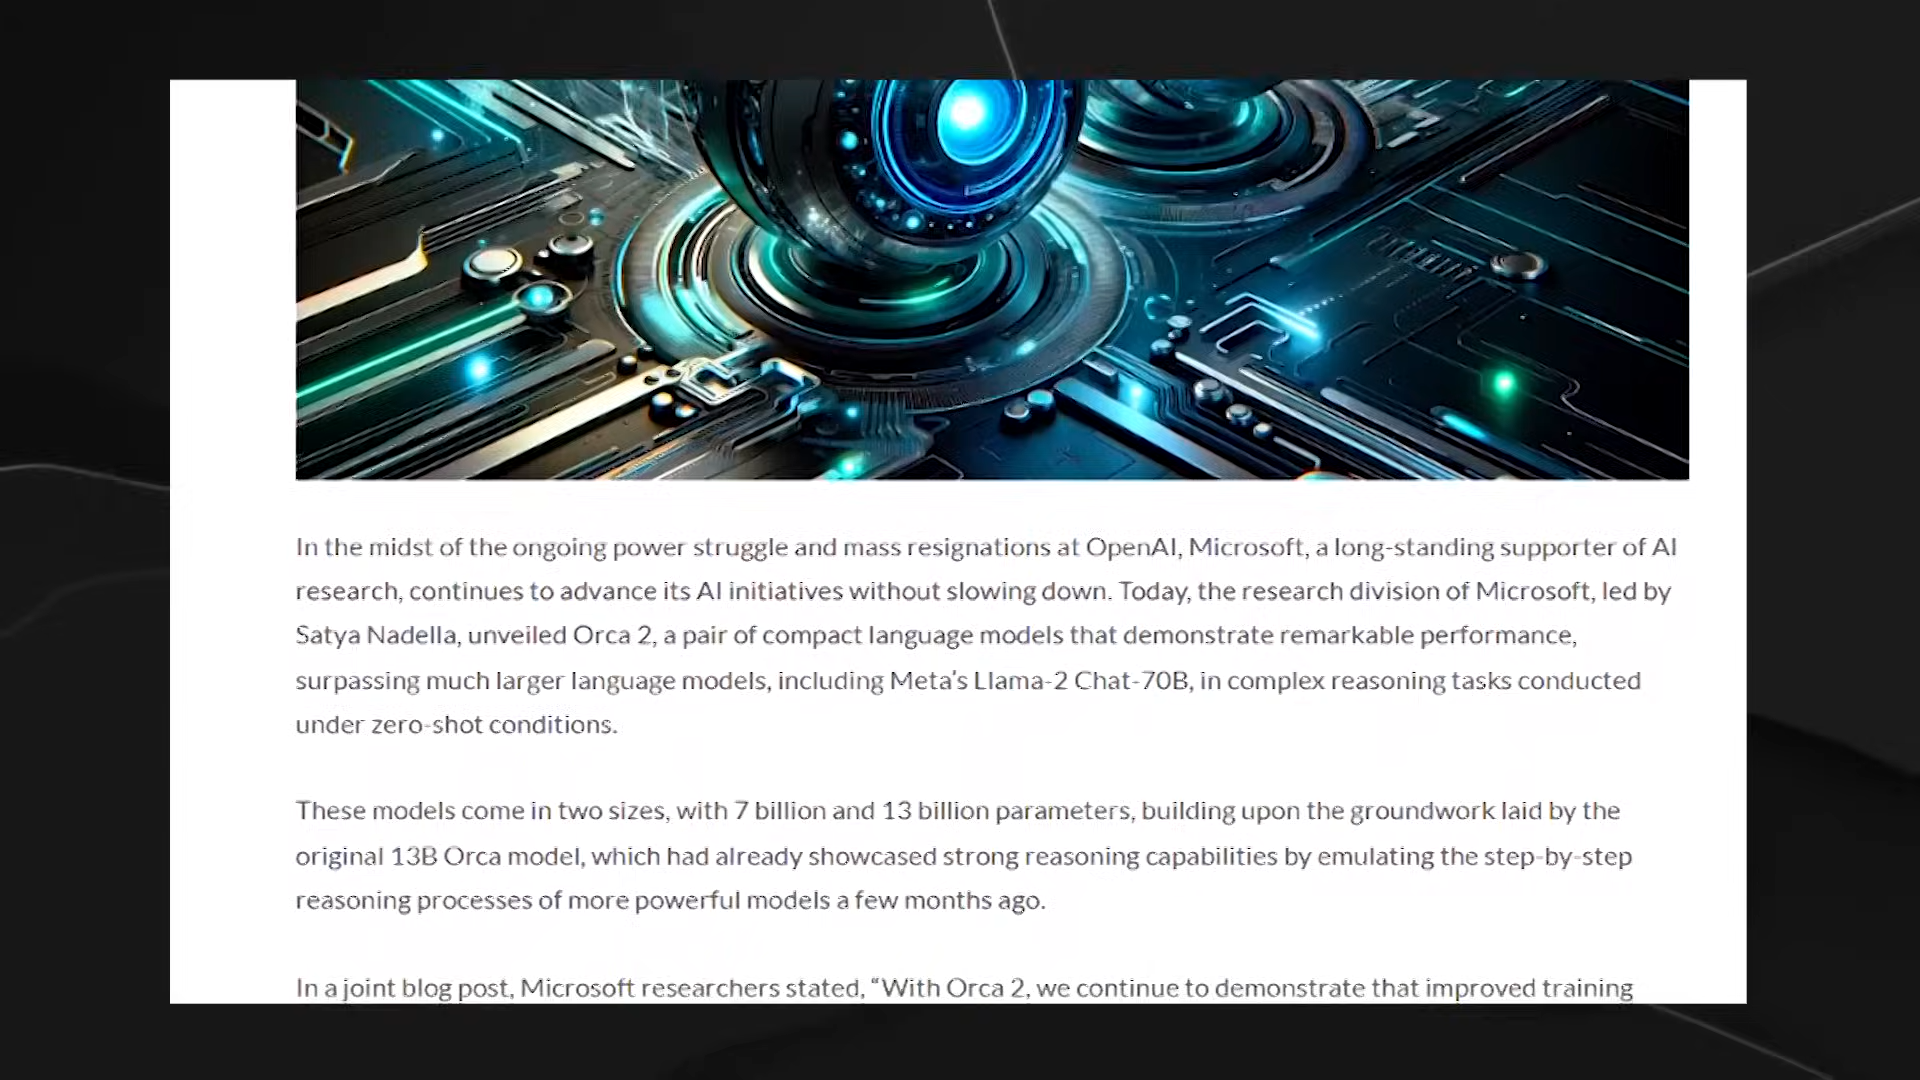 In the midst of the ongoing power struggle and mass resignations at OpenAI, Microsoft, a long-standing supporter of AI
research, continues to advance its AI initiatives without slowing down. Today, the research division of Microsoft, led by
Satya Nadella, unveiled Orca 2, a pair of compact language models that demonstrate remarkable performance,
surpassing much larger language models, including Meta's Llama-2 Chat-70B, in complex reasoning tasks conducted
under zero-shot conditions.
These models come in two sizes, with 7 billion and 13 billion parameters, building upon the groundwork laid by the
original 13B Orca model, which had already showcased strong reasoning capabilities by emulating the step-by-step
reasoning processes of more powerful models a few months ago.
In a joint blog post, Microsoft researchers stated, “With Orca 2, we continue to demonstrate that improved training